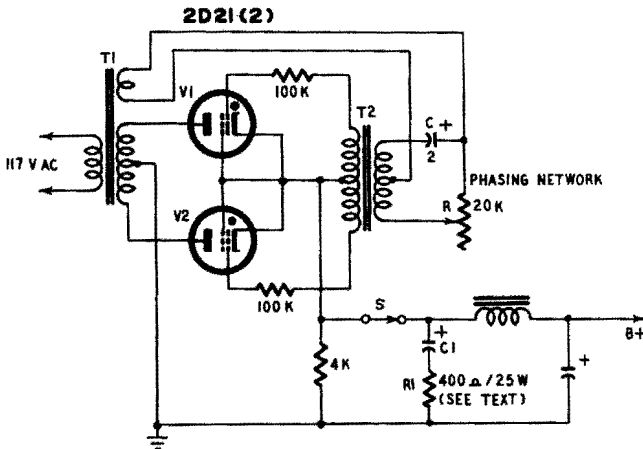 2D21(2)
T1
V1
100K
T2
C +
2
117 V AC
PHASING NETWORK
R 20K
V2
100K
S
+
C1
B+
+
4K
R1 400 Ω/25W
(SEE TEXT)